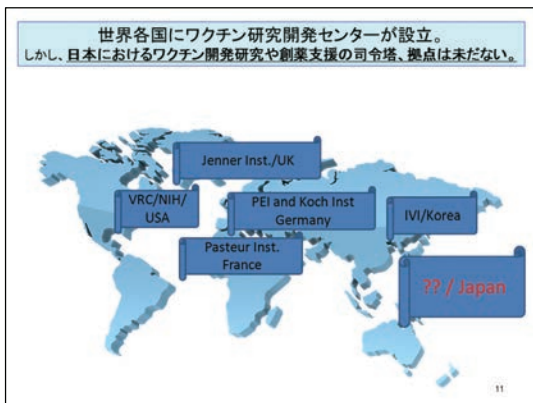 世界各国にワクチン研究開発センターが設立。
しかし、日本におけるワクチン開発研究や創薬支援の司令塔、拠点は未だない。
Jenner Inst./UK
VRC/NIH/
USA
PEI and Koch Inst
Germany
IVI/Korea
Pasteur Inst.
France
?? / Japan
11